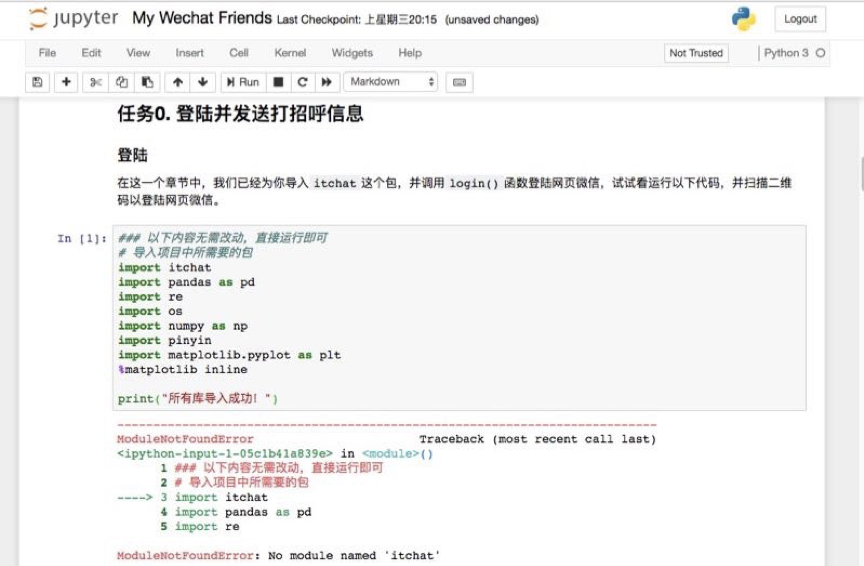 jupyter My Wechat Friends Last Checkpoint: 上星期三20:15 (unsaved changes) Logout
File Edit View Insert Cell Kernel Widgets Help Not Trusted Python 3
Run Markdown
任务0. 登陆并发送打招呼信息
登陆
在这一个章节中，我们已经为你导入 itchat 这个包，并调用 login() 函数登陆网页微信，试试看运行以下代码，并扫描二维
码以登陆网页微信。
In [1]: ### 以下内容无需改动，直接运行即可
# 导入项目中所需要的包
import itchat
import pandas as pd
import re
import os
import numpy as np
import pinyin
import matplotlib.pyplot as plt
%matplotlib inline
print("所有库导入成功！")
---------------------------------------------------------------------------
ModuleNotFoundError Traceback (most recent call last)
<ipython-input-1-05c1b41a839e> in <module>()
1 ### 以下内容无需改动，直接运行即可
2 # 导入项目中所需要的包
----> 3 import itchat
4 import pandas as pd
5 import re
ModuleNotFoundError: No module named 'itchat'